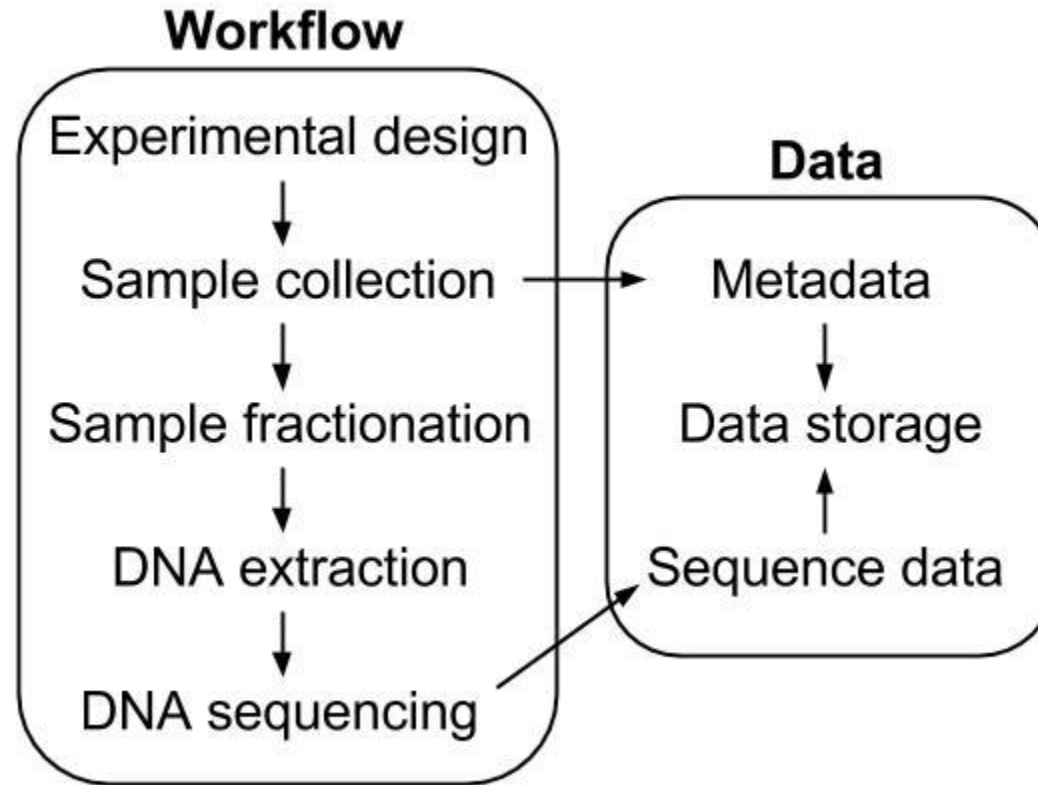 Workflow
Experimental design
Sample collection
Sample fractionation
DNA extraction
DNA sequencing
Data
Metadata
Data storage
Sequence data